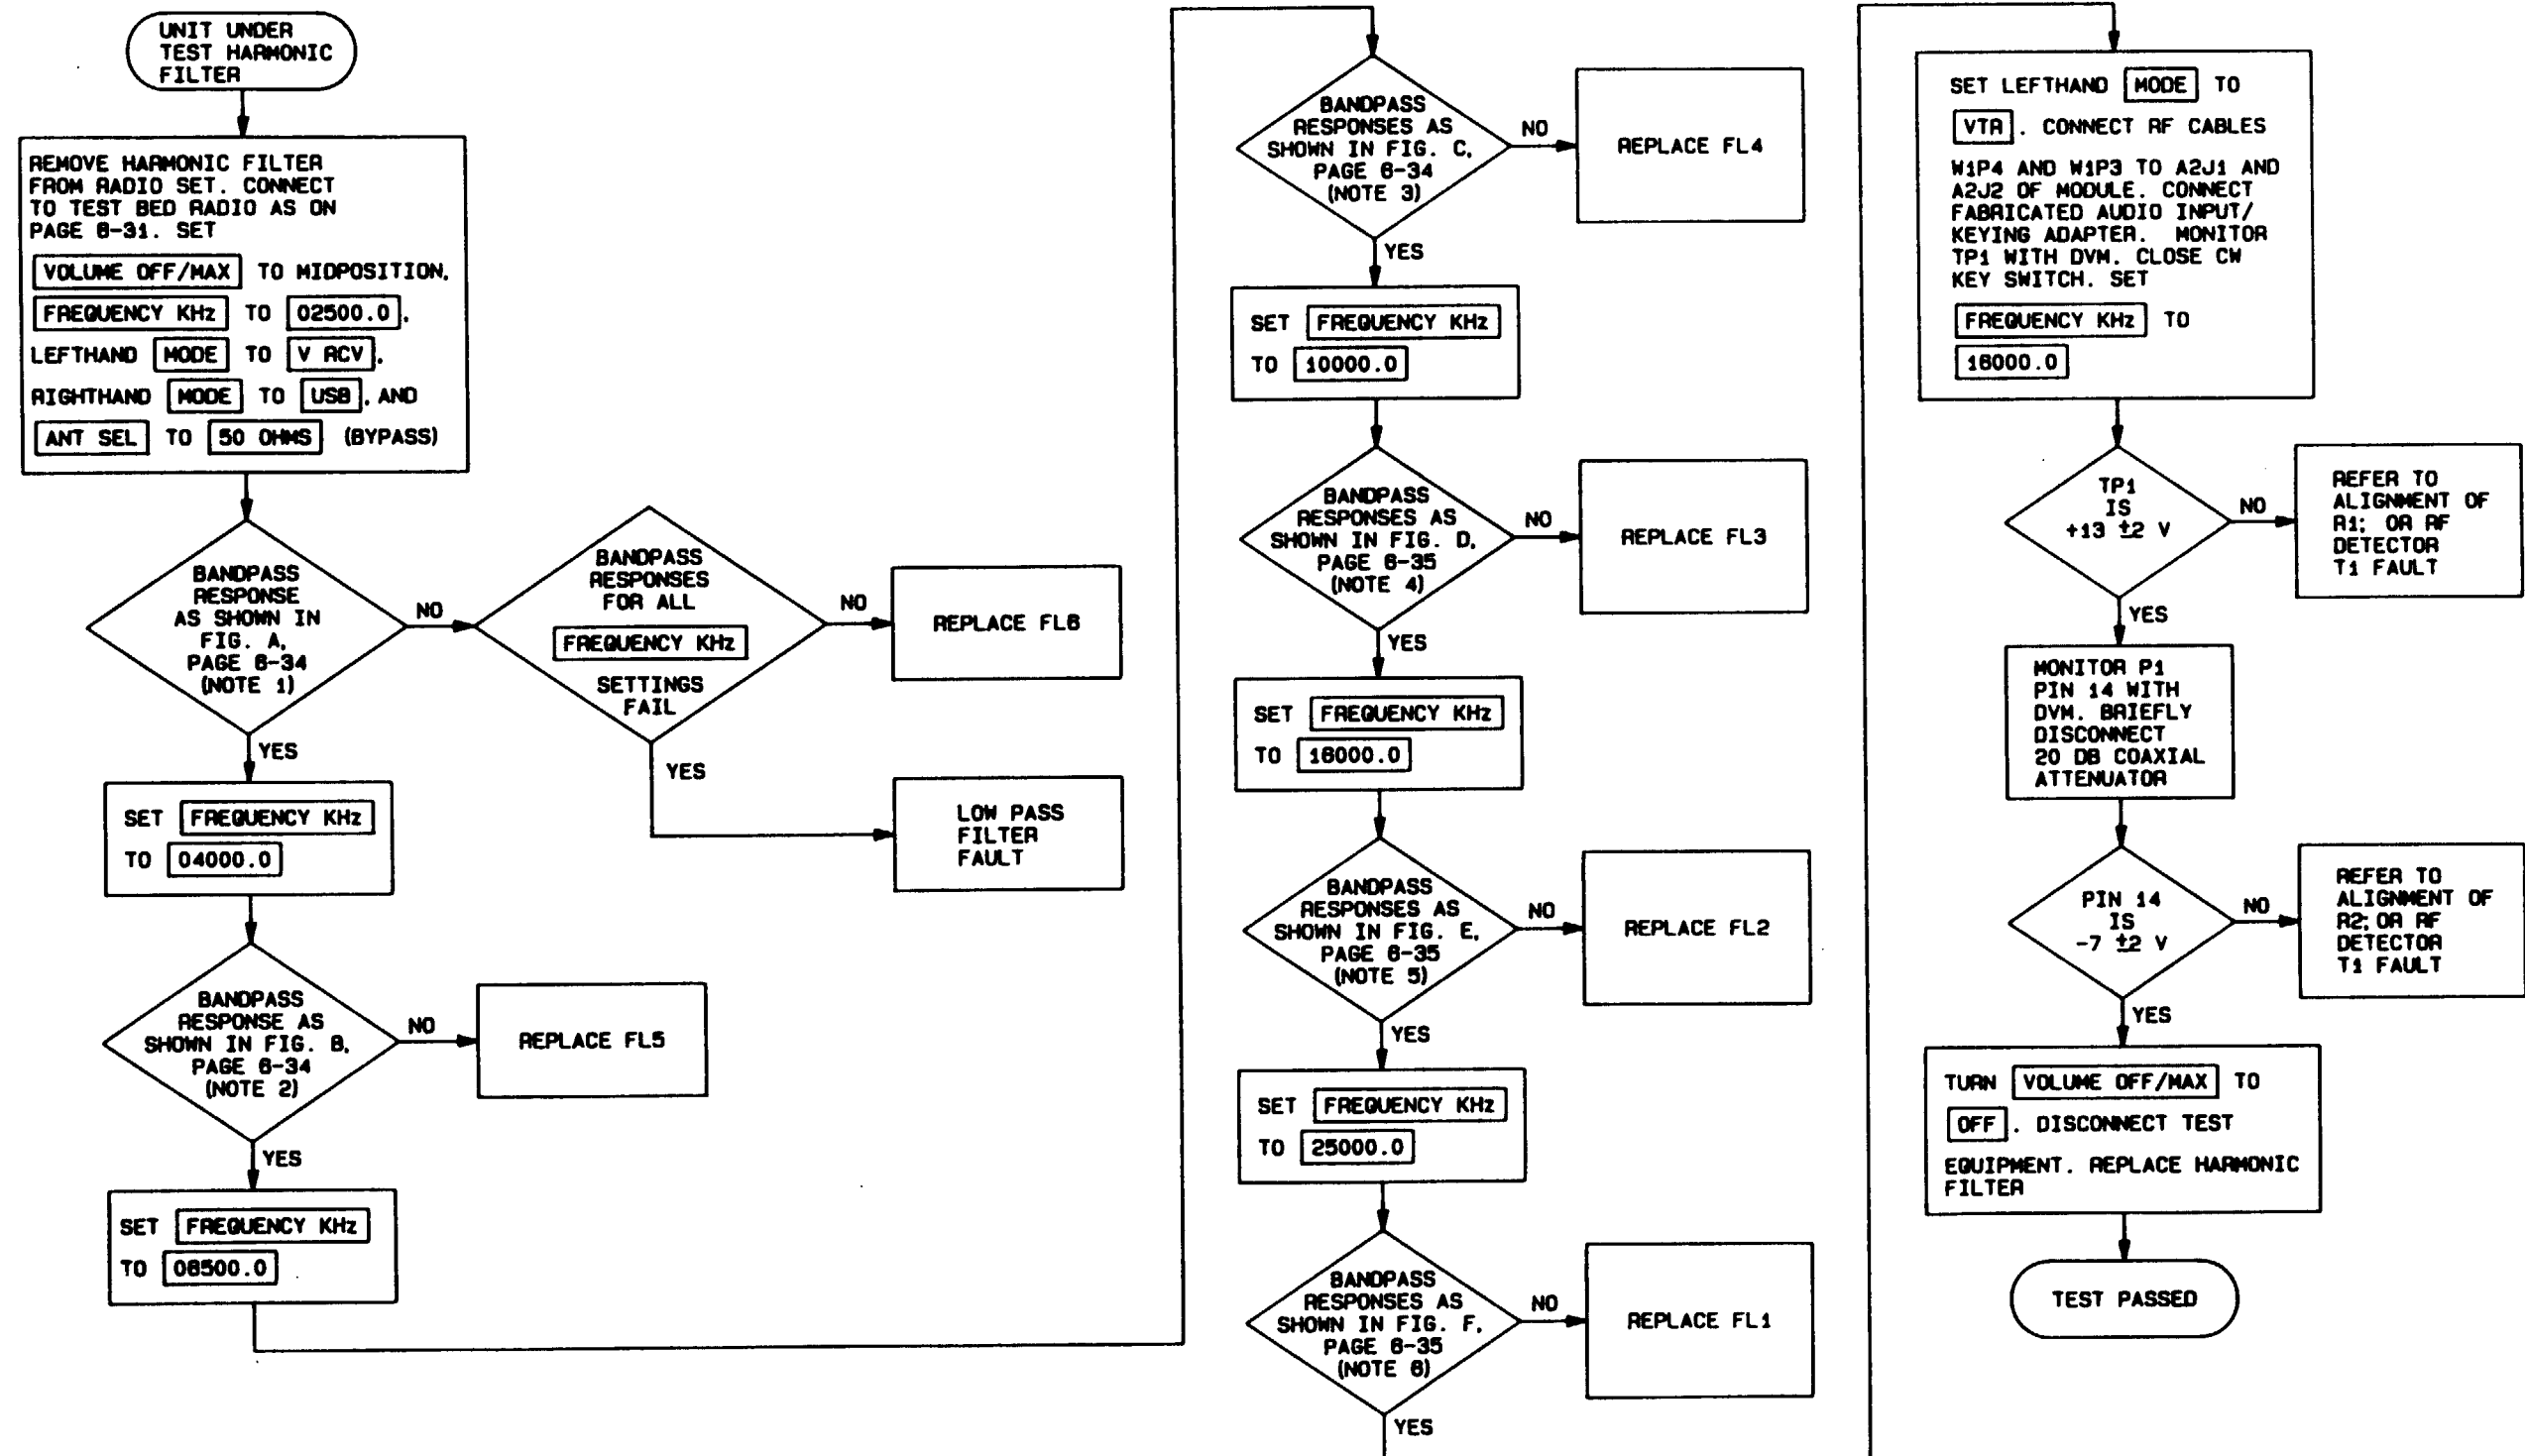 UNIT UNDER
TEST HARMONIC
FILTER
REMOVE HARMONIC FILTER
FROM RADIO SET. CONNECT
TO TEST BED RADIO AS ON
PAGE 6-31. SET
VOLUME OFF/MAX TO MIDPOSITION,
FREQUENCY KHz TO 02500.0,
LEFTHAND MODE TO V RCV,
RIGHTHAND MODE TO USB, AND
ANT SEL TO 50 OHMS (BYPASS)
BANDPASS
RESPONSE
AS SHOWN IN
FIG. A,
PAGE 6-34
(NOTE 1)
NO
YES
BANDPASS
RESPONSES
FOR ALL
FREQUENCY KHz
SETTINGS
FAIL
NO
REPLACE FL6
YES
LOW PASS
FILTER
FAULT
SET FREQUENCY KHz
TO 04000.0
BANDPASS
RESPONSE AS
SHOWN IN FIG. B,
PAGE 6-34
(NOTE 2)
NO
REPLACE FL5
YES
SET FREQUENCY KHz
TO 06500.0
BANDPASS
RESPONSES AS
SHOWN IN FIG. C,
PAGE 6-34
(NOTE 3)
NO
REPLACE FL4
YES
SET FREQUENCY KHz
TO 10000.0
BANDPASS
RESPONSES AS
SHOWN IN FIG. D,
PAGE 6-35
(NOTE 4)
NO
REPLACE FL3
YES
SET FREQUENCY KHz
TO 16000.0
BANDPASS
RESPONSES AS
SHOWN IN FIG. E,
PAGE 6-35
(NOTE 5)
NO
REPLACE FL2
YES
SET FREQUENCY KHz
TO 25000.0
BANDPASS
RESPONSES AS
SHOWN IN FIG. F,
PAGE 6-35
(NOTE 6)
NO
REPLACE FL1
YES
SET LEFTHAND MODE TO
VTR. CONNECT RF CABLES
W1P4 AND W1P3 TO A2J1 AND
A2J2 OF MODULE. CONNECT
FABRICATED AUDIO INPUT/
KEYING ADAPTER. MONITOR
TP1 WITH DVM. CLOSE CW
KEY SWITCH. SET
FREQUENCY KHz TO
16000.0
TP1
IS
+13 ±2 V
NO
REFER TO
ALIGNMENT OF
R1; OR RF
DETECTOR
T1 FAULT
YES
MONITOR P1
PIN 14 WITH
DVM. BRIEFLY
DISCONNECT
20 DB COAXIAL
ATTENUATOR
PIN 14
IS
-7 ±2 V
NO
REFER TO
ALIGNMENT OF
R2; OR RF
DETECTOR
T1 FAULT
YES
TURN VOLUME OFF/MAX TO
OFF. DISCONNECT TEST
EQUIPMENT. REPLACE HARMONIC
FILTER
TEST PASSED